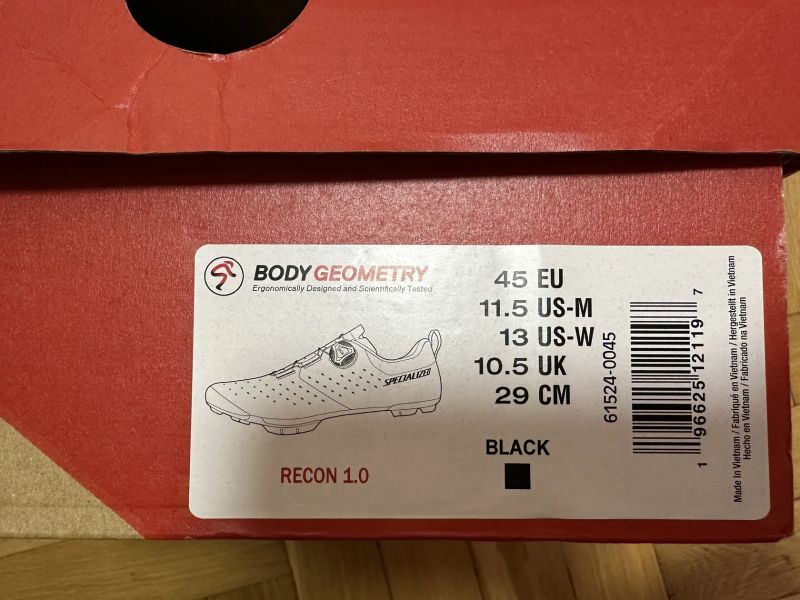 BODY GEOMETRY
Ergonomically Designed and Scientifically Tested
SPECIALIZED
RECON 1.0
45 EU
11.5 US-M
13 US-W
10.5 UK
29 CM
BLACK
61524-0045
1 96625 12119 7
Made In Vietnam / Fabriqué en Vietnam / Hergestellt in Vietnam
Hecho en Vietnam / Fabricado na Vietnam